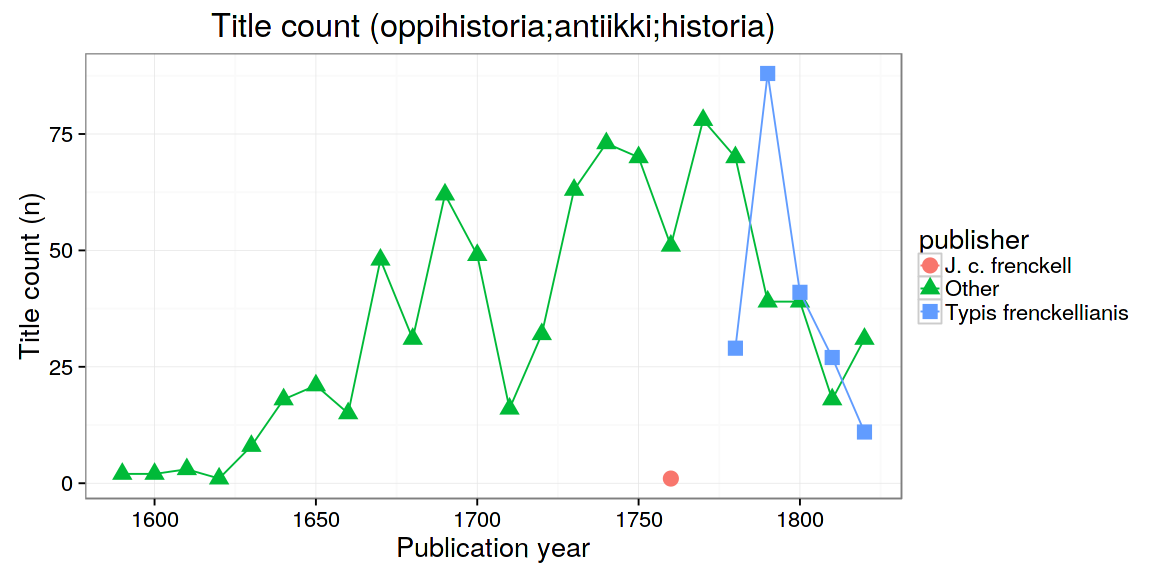 Title count (oppihistoria;antiikki;historia)
75
50
25
0
Title count (n)
1600 1650 1700 1750 1800
Publication year
publisher
J. c. frenckell
Other
Typis frenckellianis